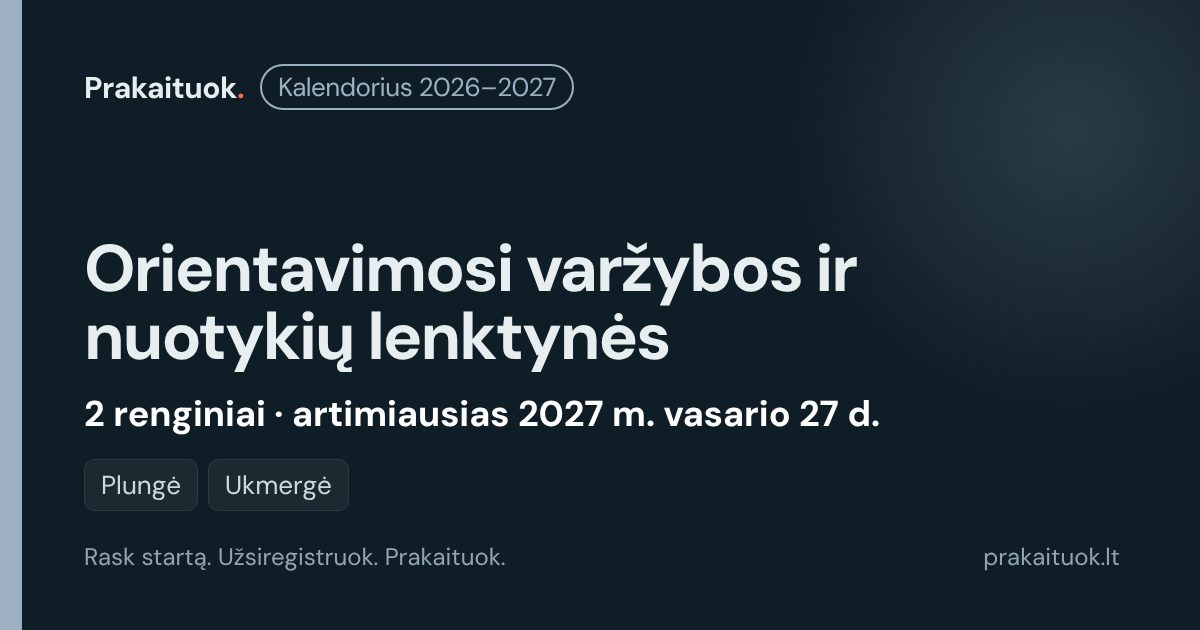 Prakaituok. Kalendorius 2026–2027
Orientavimosi varžybos ir
nuotykių lenktynės
2 renginiai · artimiausias 2027 m. vasario 27 d.
Plungė Ukmergė
Rask startą. Užsiregistruok. Prakaituok. prakaituok.lt